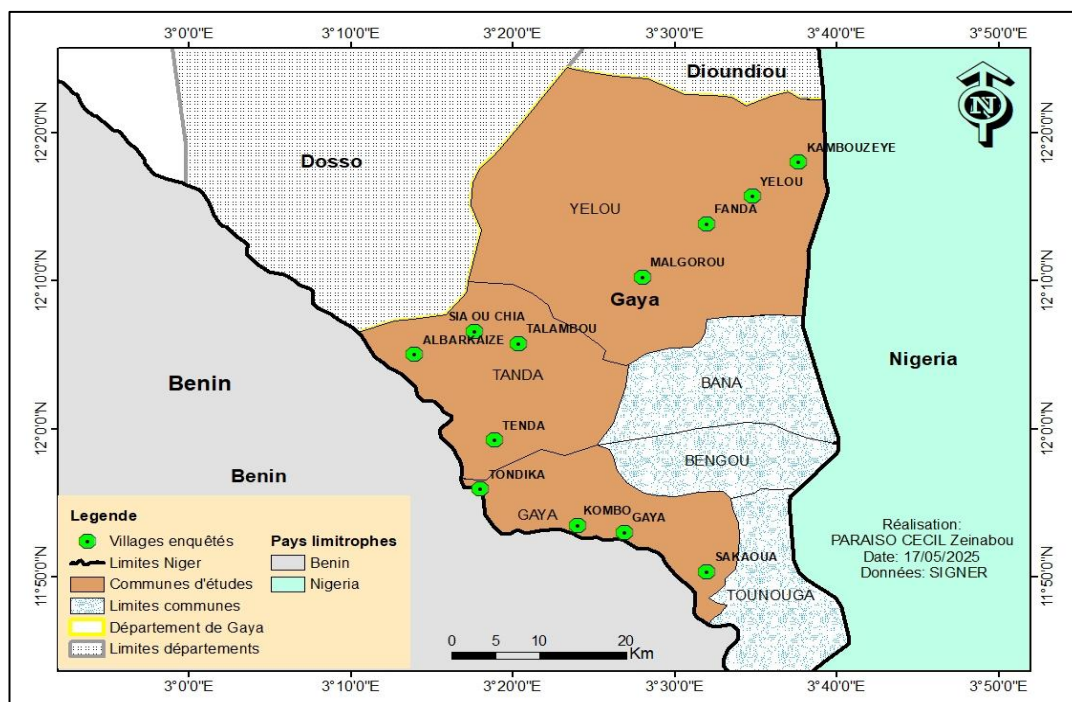 3°0'0"E 3°10'0"E 3°20'0"E 3°30'0"E 3°40'0"E 3°50'0"E
Dioundiou
N
12°20'0"N 12°20'0"N
KAMBOUZEYE
Dosso
YELOU
YELOU
FANDA
MALGOROU
12°10'0"N 12°10'0"N
Gaya
SIA OU CHIA
TALAMBOU
ALBARKAIZE
Nigeria
TANDA
BANA
Benin
12°0'0"N 12°0'0"N
TENDA
BENGOU
Benin
TONDIKA
GAYA
KOMBO
GAYA
SAKAOUA
TOUNOUGA
11°50'0"N 11°50'0"N
Réalisation:
PARAISO CECIL Zeinabou
Date: 17/05/2025
Données: SIGNER
Legende
Villages enquêtés
Limites Niger
Communes d'études
Limites communes
Département de Gaya
Limites départements
Pays limitrophes
Benin
Nigeria
0 5 10 20
Km
3°0'0"E 3°10'0"E 3°20'0"E 3°30'0"E 3°40'0"E 3°50'0"E